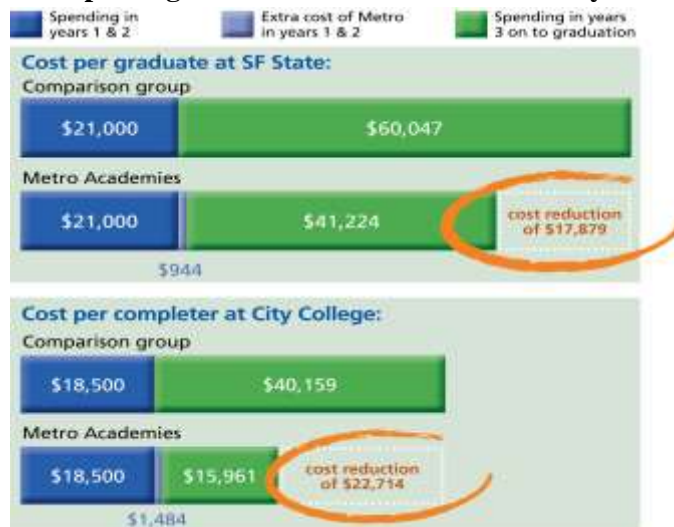 Spending in
years 1 & 2
Extra cost of Metro
in years 1 & 2
Spending in years
3 on to graduation
Cost per graduate at SF State:
Comparison group
$21,000
$60,047
Metro Academies
$21,000
$41,224
cost reduction
of $17,879
$944
Cost per completer at City College:
Comparison group
$18,500
$40,159
Metro Academies
$18,500
$15,961
cost reduction
of $22,714
$1,484